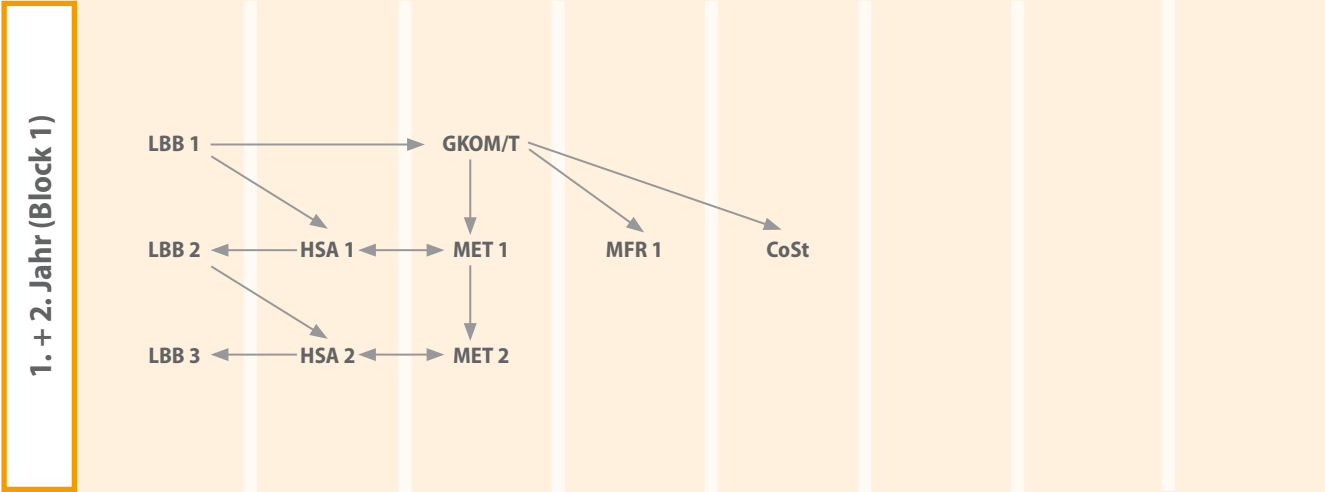 1. + 2. Jahr (Block 1)
LBB 1 GKOM/T
LBB 2 HSA 1 MET 1 MFR 1 CoSt
LBB 3 HSA 2 MET 2